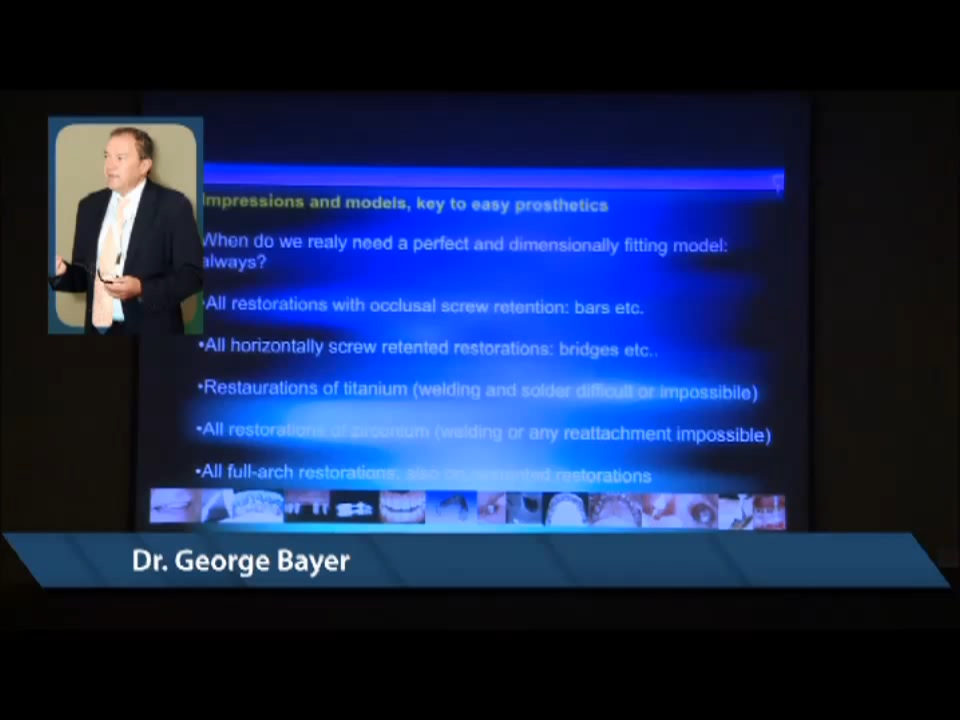 Impressions and models, key to easy prosthetics
When do we realy need a perfect and dimensionally fitting model:
always?
•All restorations with occlusal screw retention: bars etc.
•All horizontally screw retented restorations: bridges etc..
•Restaurations of titanium (welding and solder difficult or impossibile)
•All restorations of zirconium (welding or any reattachment impossible)
•All full-arch restorations: also on cemented restorations
Dr. George Bayer